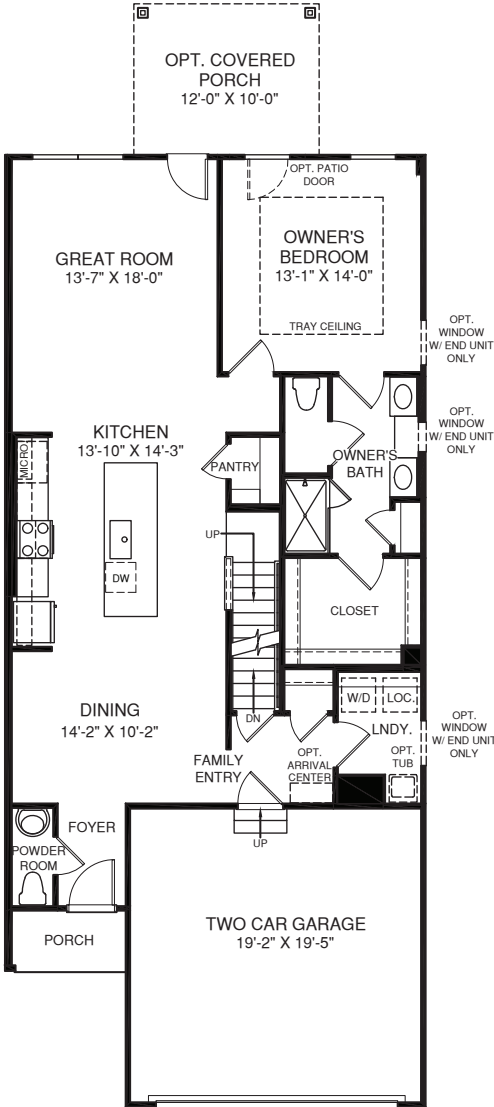 OPT. COVERED
PORCH
12'-0" X 10'-0"
OPT. PATIO
DOOR
GREAT ROOM
13'-7" X 18'-0"
OWNER'S
BEDROOM
13'-1" X 14'-0"
TRAY CEILING
OPT.
WINDOW
W/ END UNIT
ONLY
KITCHEN
13'-10" X 14'-3"
MICRO.
PANTRY
OWNER'S
BATH
OPT.
WINDOW
W/ END UNIT
ONLY
UP
DW
CLOSET
DINING
14'-2" X 10'-2"
DN
W/D
LOC.
LNDY.
OPT.
TUB
OPT.
WINDOW
W/ END UNIT
ONLY
FAMILY
ENTRY
OPT.
ARRIVAL
CENTER
FOYER
POWDER
ROOM
UP
PORCH
TWO CAR GARAGE
19'-2" X 19'-5"